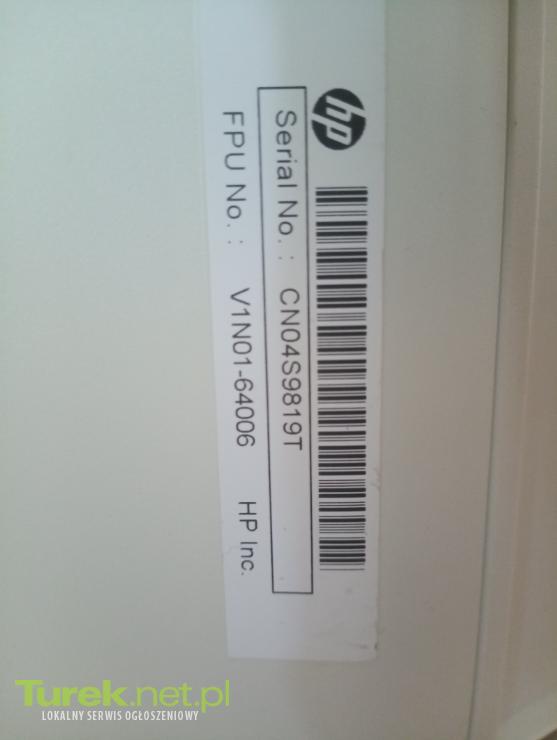 hp
Serial No. : CN04S9819T
FPU No. : V1N01-64006 HP Inc.
Turek.net.pl
LOKALNY SERWIS OGŁOSZENIOWY